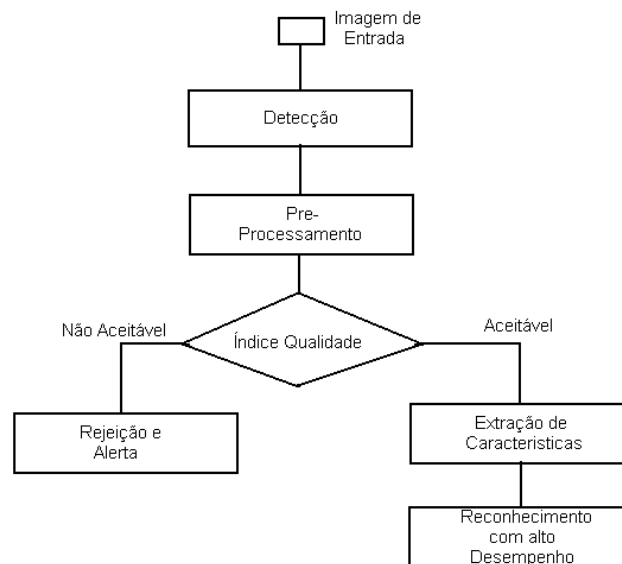 Imagem de
Entrada
Detecção
Pre-
Processamento
Não Aceitável
Índice Qualidade
Aceitável
Rejeição e
Alerta
Extração de
Caracteristicas
Reconhecimento
com alto
Desempenho